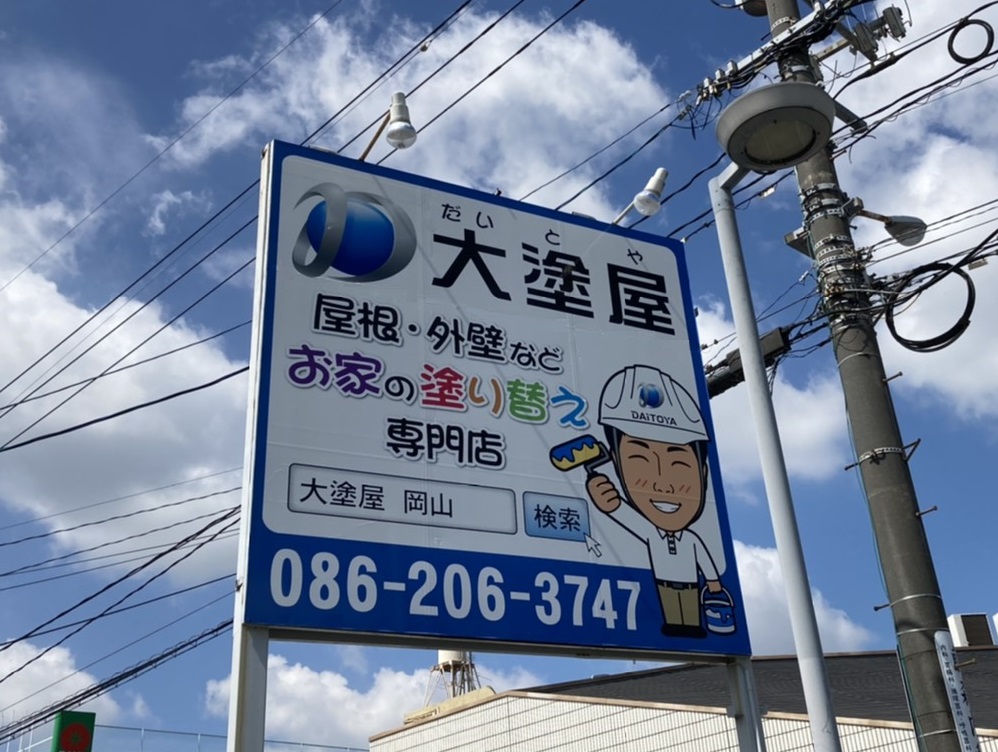 だいとや
大塗屋
屋根・外壁など
お家の塗り替え
専門店
DAiTOYA
大塗屋 岡山
検索
086-206-3747